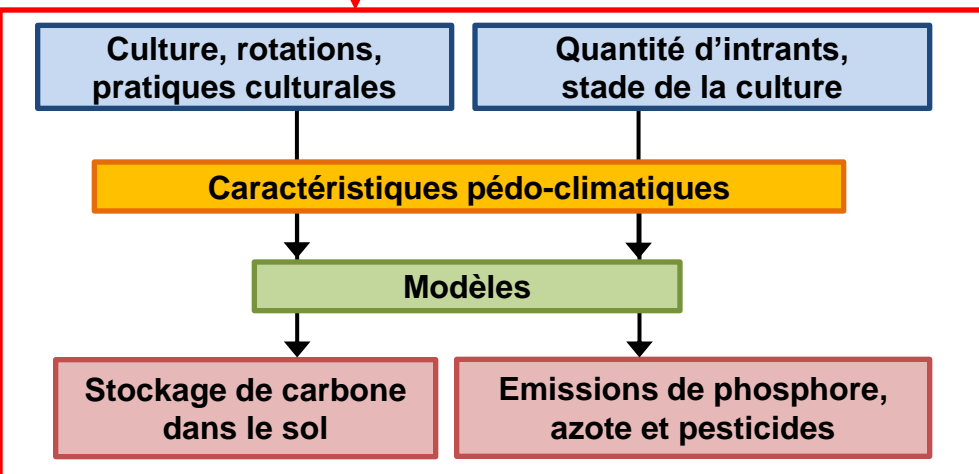 Culture, rotations,
pratiques culturales
Quantité d’intrants,
stade de la culture
Caractéristiques pédo-climatiques
Modèles
Stockage de carbone
dans le sol
Emissions de phosphore,
azote et pesticides